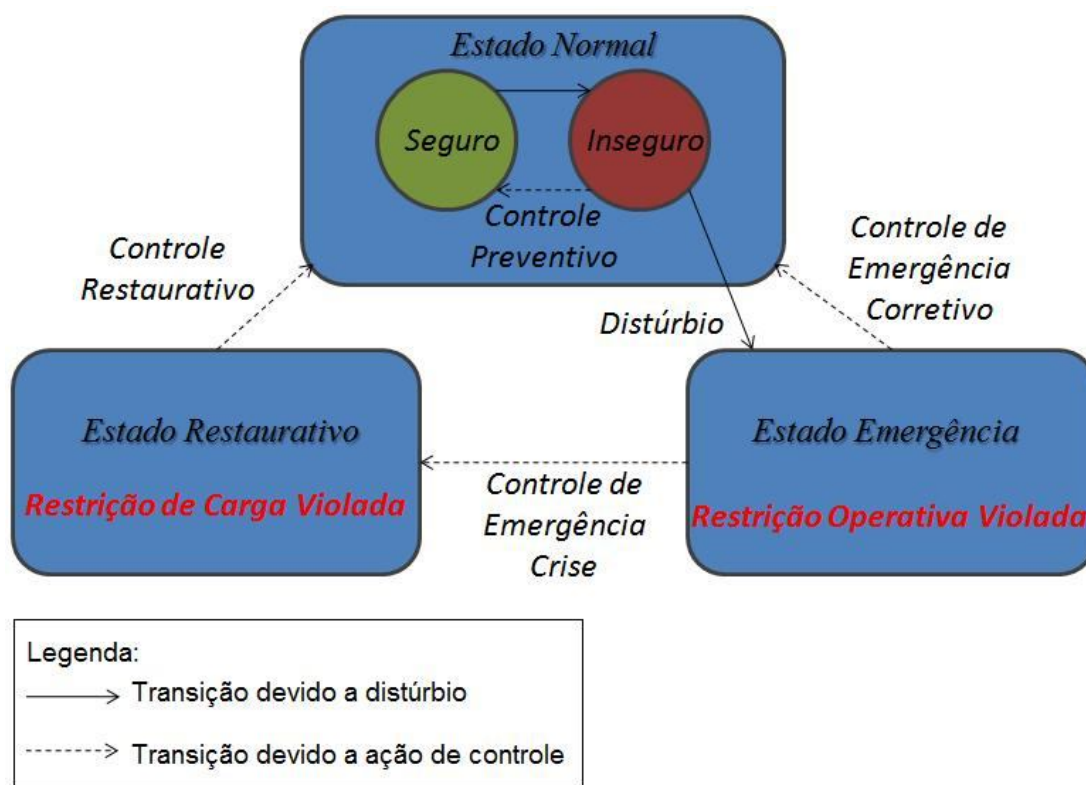 Estado Normal
Seguro
Inseguro
Controle
Preventivo
Controle
Restaurativo
Controle de
Emergência
Corretivo
Distúrbio
Estado Restaurativo
Restrição de Carga Violada
Controle de
Emergência
Crise
Estado Emergência
Restrição Operativa Violada
Legenda:
Transição devido a distúrbio
Transição devido a ação de controle